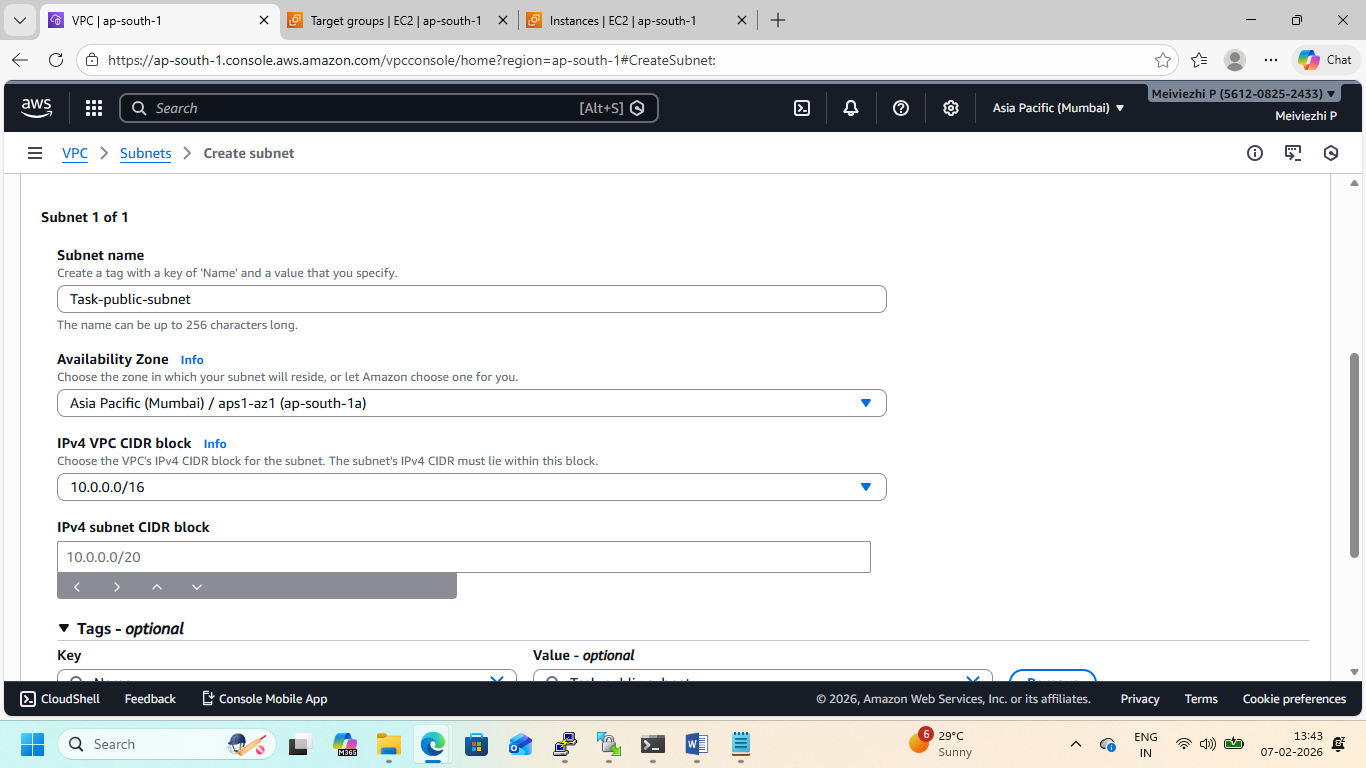 VPC | ap-south-1
Target groups | EC2 | ap-south-1
Instances | EC2 | ap-south-1
https://ap-south-1.console.aws.amazon.com/vpcconsole/home?region=ap-south-1#CreateSubnet:
Chat
aws
Search
[Alt+S]
Asia Pacific (Mumbai)
Meiviezhi P (5612-0825-2433)
Meiviezhi P
VPC
Subnets
Create subnet
Subnet 1 of 1
Subnet name
Create a tag with a key of 'Name' and a value that you specify.
Task-public-subnet
The name can be up to 256 characters long.
Availability Zone Info
Choose the zone in which your subnet will reside, or let Amazon choose one for you.
Asia Pacific (Mumbai) / aps1-az1 (ap-south-1a)
IPv4 VPC CIDR block Info
Choose the VPC's IPv4 CIDR block for the subnet. The subnet's IPv4 CIDR must lie within this block.
10.0.0.0/16
IPv4 subnet CIDR block
10.0.0.0/20
Tags - optional
Key
Value - optional
Name
Task-public-subnet
Remove
CloudShell
Feedback
Console Mobile App
© 2026, Amazon Web Services, Inc. or its affiliates.
Privacy
Terms
Cookie preferences
Search
M365
6
29°C
Sunny
ENG
IN
13:43
07-02-2026